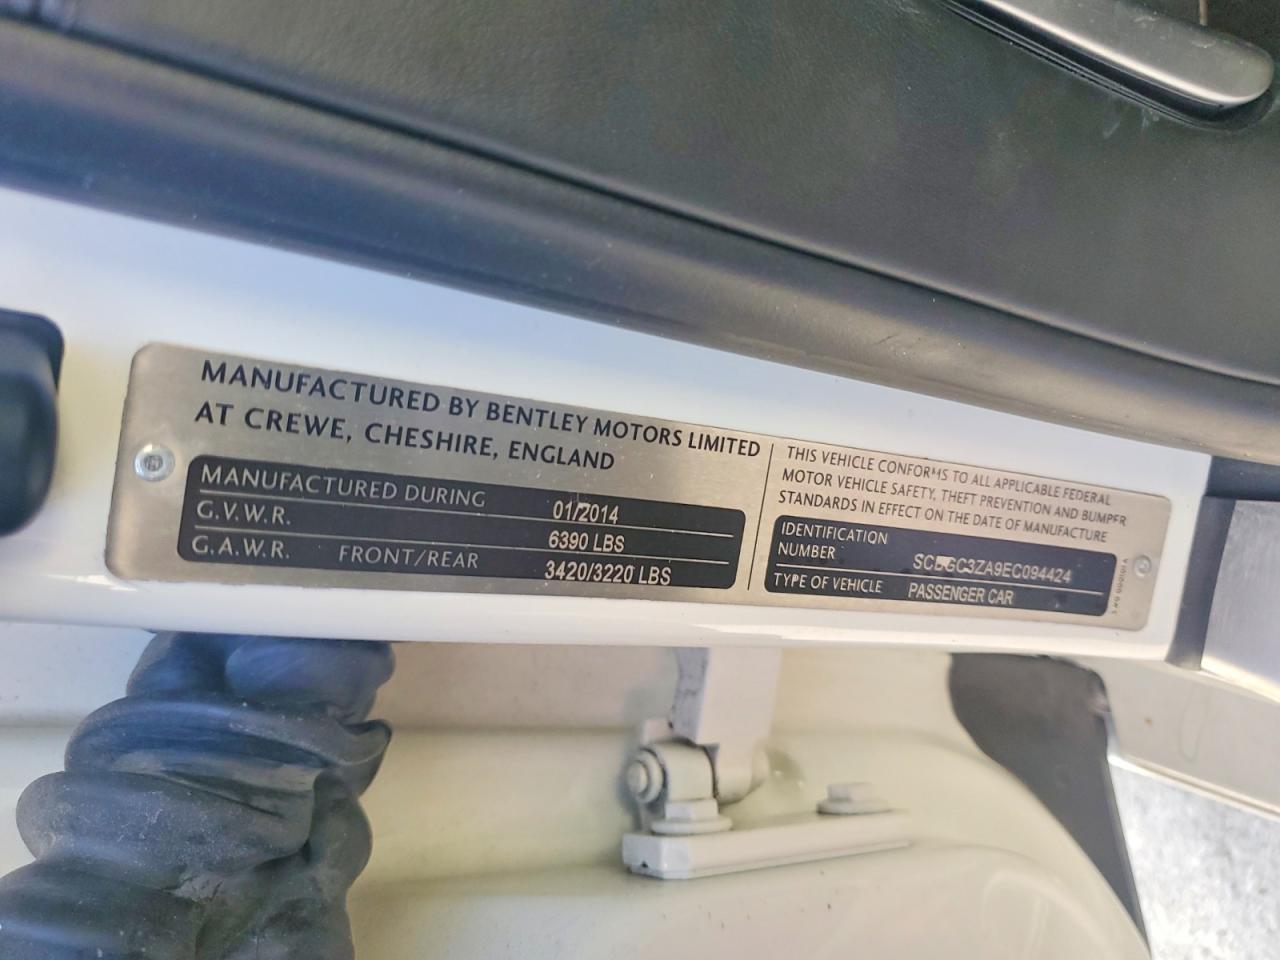 MANUFACTURED BY BENTLEY MOTORS LIMITED
AT CREWE, CHESHIRE, ENGLAND
MANUFACTURED DURING 01/2014
G.V.W.R. 6390 LBS
G.A.W.R. FRONT/REAR 3420/3220 LBS
THIS VEHICLE CONFORMS TO ALL APPLICABLE FEDERAL
MOTOR VEHICLE SAFETY, THEFT PREVENTION AND BUMPER
STANDARDS IN EFFECT ON THE DATE OF MANUFACTURE
IDENTIFICATION
NUMBER SCBGC3ZA9EC094424
TYPE OF VEHICLE PASSENGER CAR